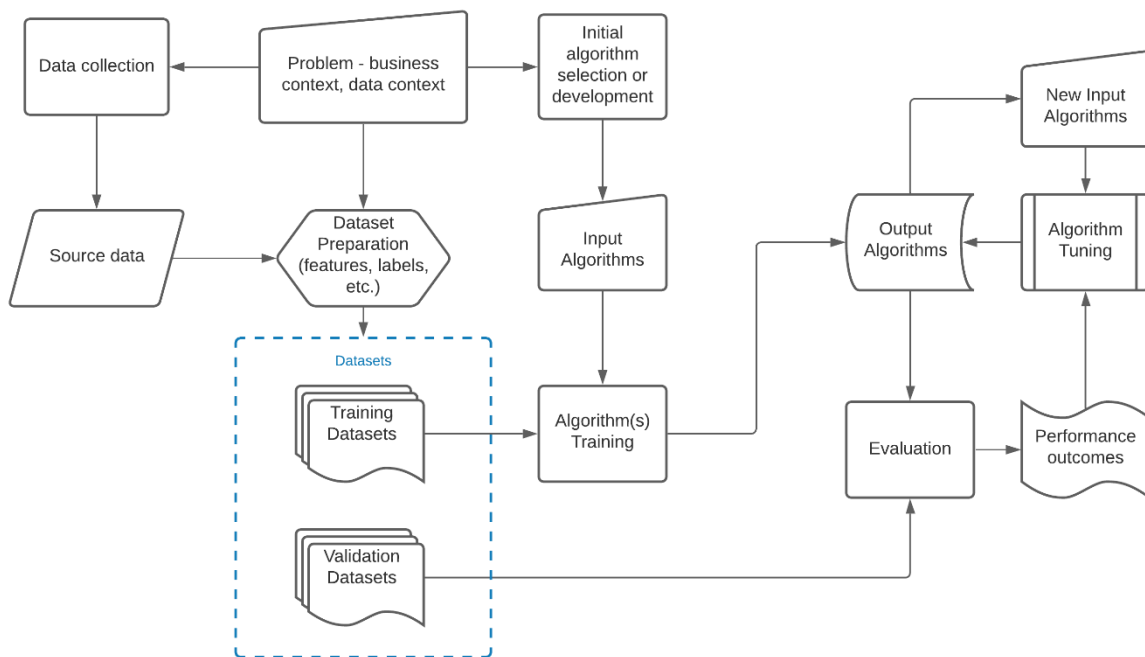 Data collection
Problem - business
context, data context
Initial
algorithm
selection or
development
New Input
Algorithms
Source data
Dataset
Preparation
(features, labels,
etc.)
Input
Algorithms
Output
Algorithms
Algorithm
Tuning
Datasets
Training
Datasets
Algorithm(s)
Training
Evaluation
Performance
outcomes
Validation
Datasets